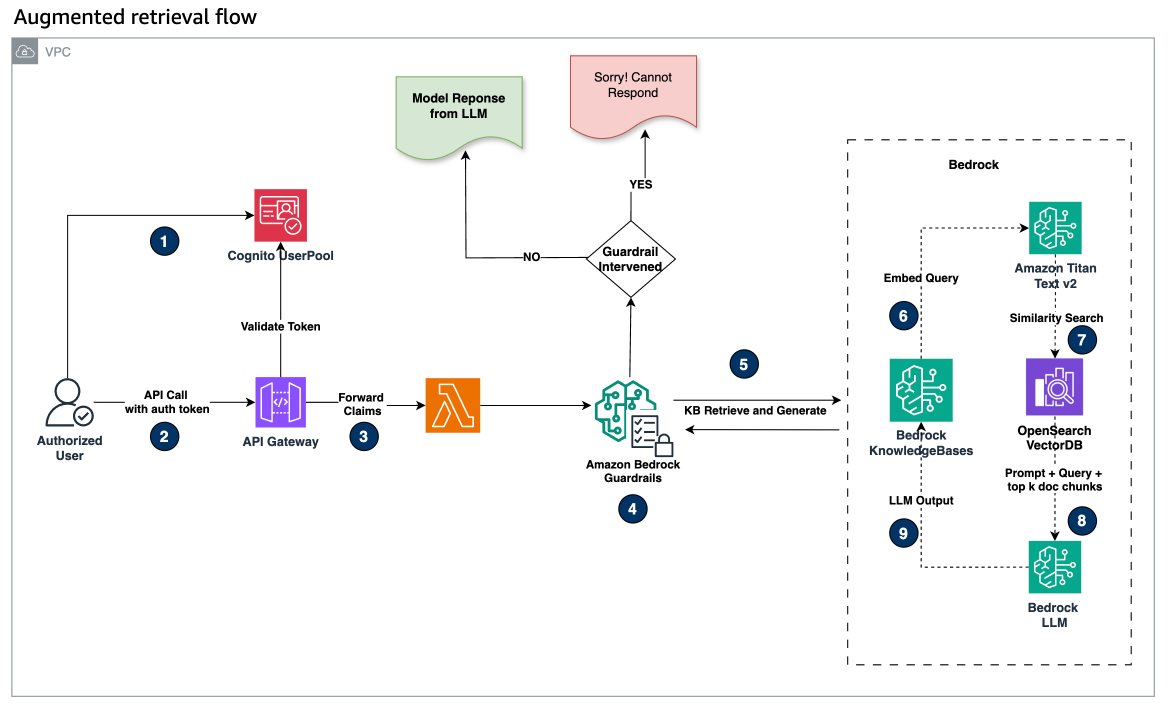 Augmented retrieval flow
VPC
Model Reponse
from LLM
Sorry! Cannot
Respond
YES
NO
Guardrail
Intervened
1
Cognito UserPool
Validate Token
Authorized
User
API Call
with auth token
2
API Gateway
Forward
Claims
3
Amazon Bedrock
Guardrails
4
5
KB Retrieve and Generate
Bedrock
Embed Query
6
Amazon Titan
Text v2
Similarity Search
7
Bedrock
KnowledgeBases
OpenSearch
VectorDB
Prompt + Query +
top k doc chunks
8
LLM Output
9
Bedrock
LLM